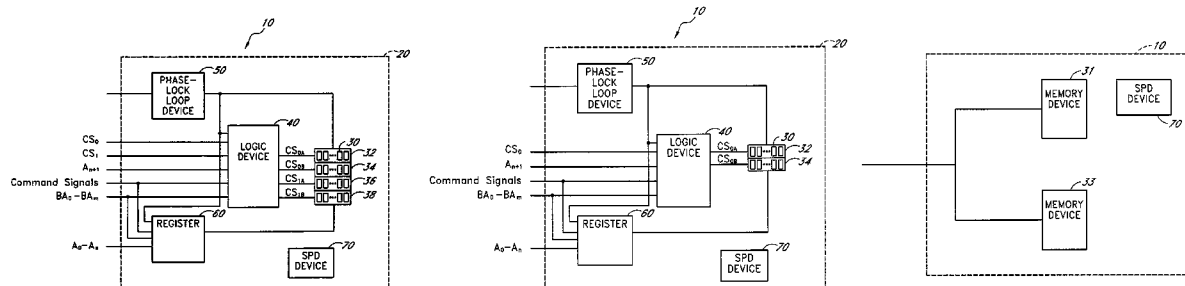 10
20
50
PHASE-
LOCK
LOOP
DEVICE
40
LOGIC
DEVICE
CS0
CS1
An+1
Command Signals
BA0-BAm
CS0A
CS0B
CS1A
CS1B
30
32
34
36
38
60
REGISTER
A0-An
70
SPD
DEVICE
10
20
50
PHASE-
LOCK
LOOP
DEVICE
40
LOGIC
DEVICE
CS0
An+1
Command Signals
BA0-BAm
CS0A
CS0B
30
32
34
60
REGISTER
A0-An
70
SPD
DEVICE
10
31
MEMORY
DEVICE
SPD
DEVICE
70
33
MEMORY
DEVICE